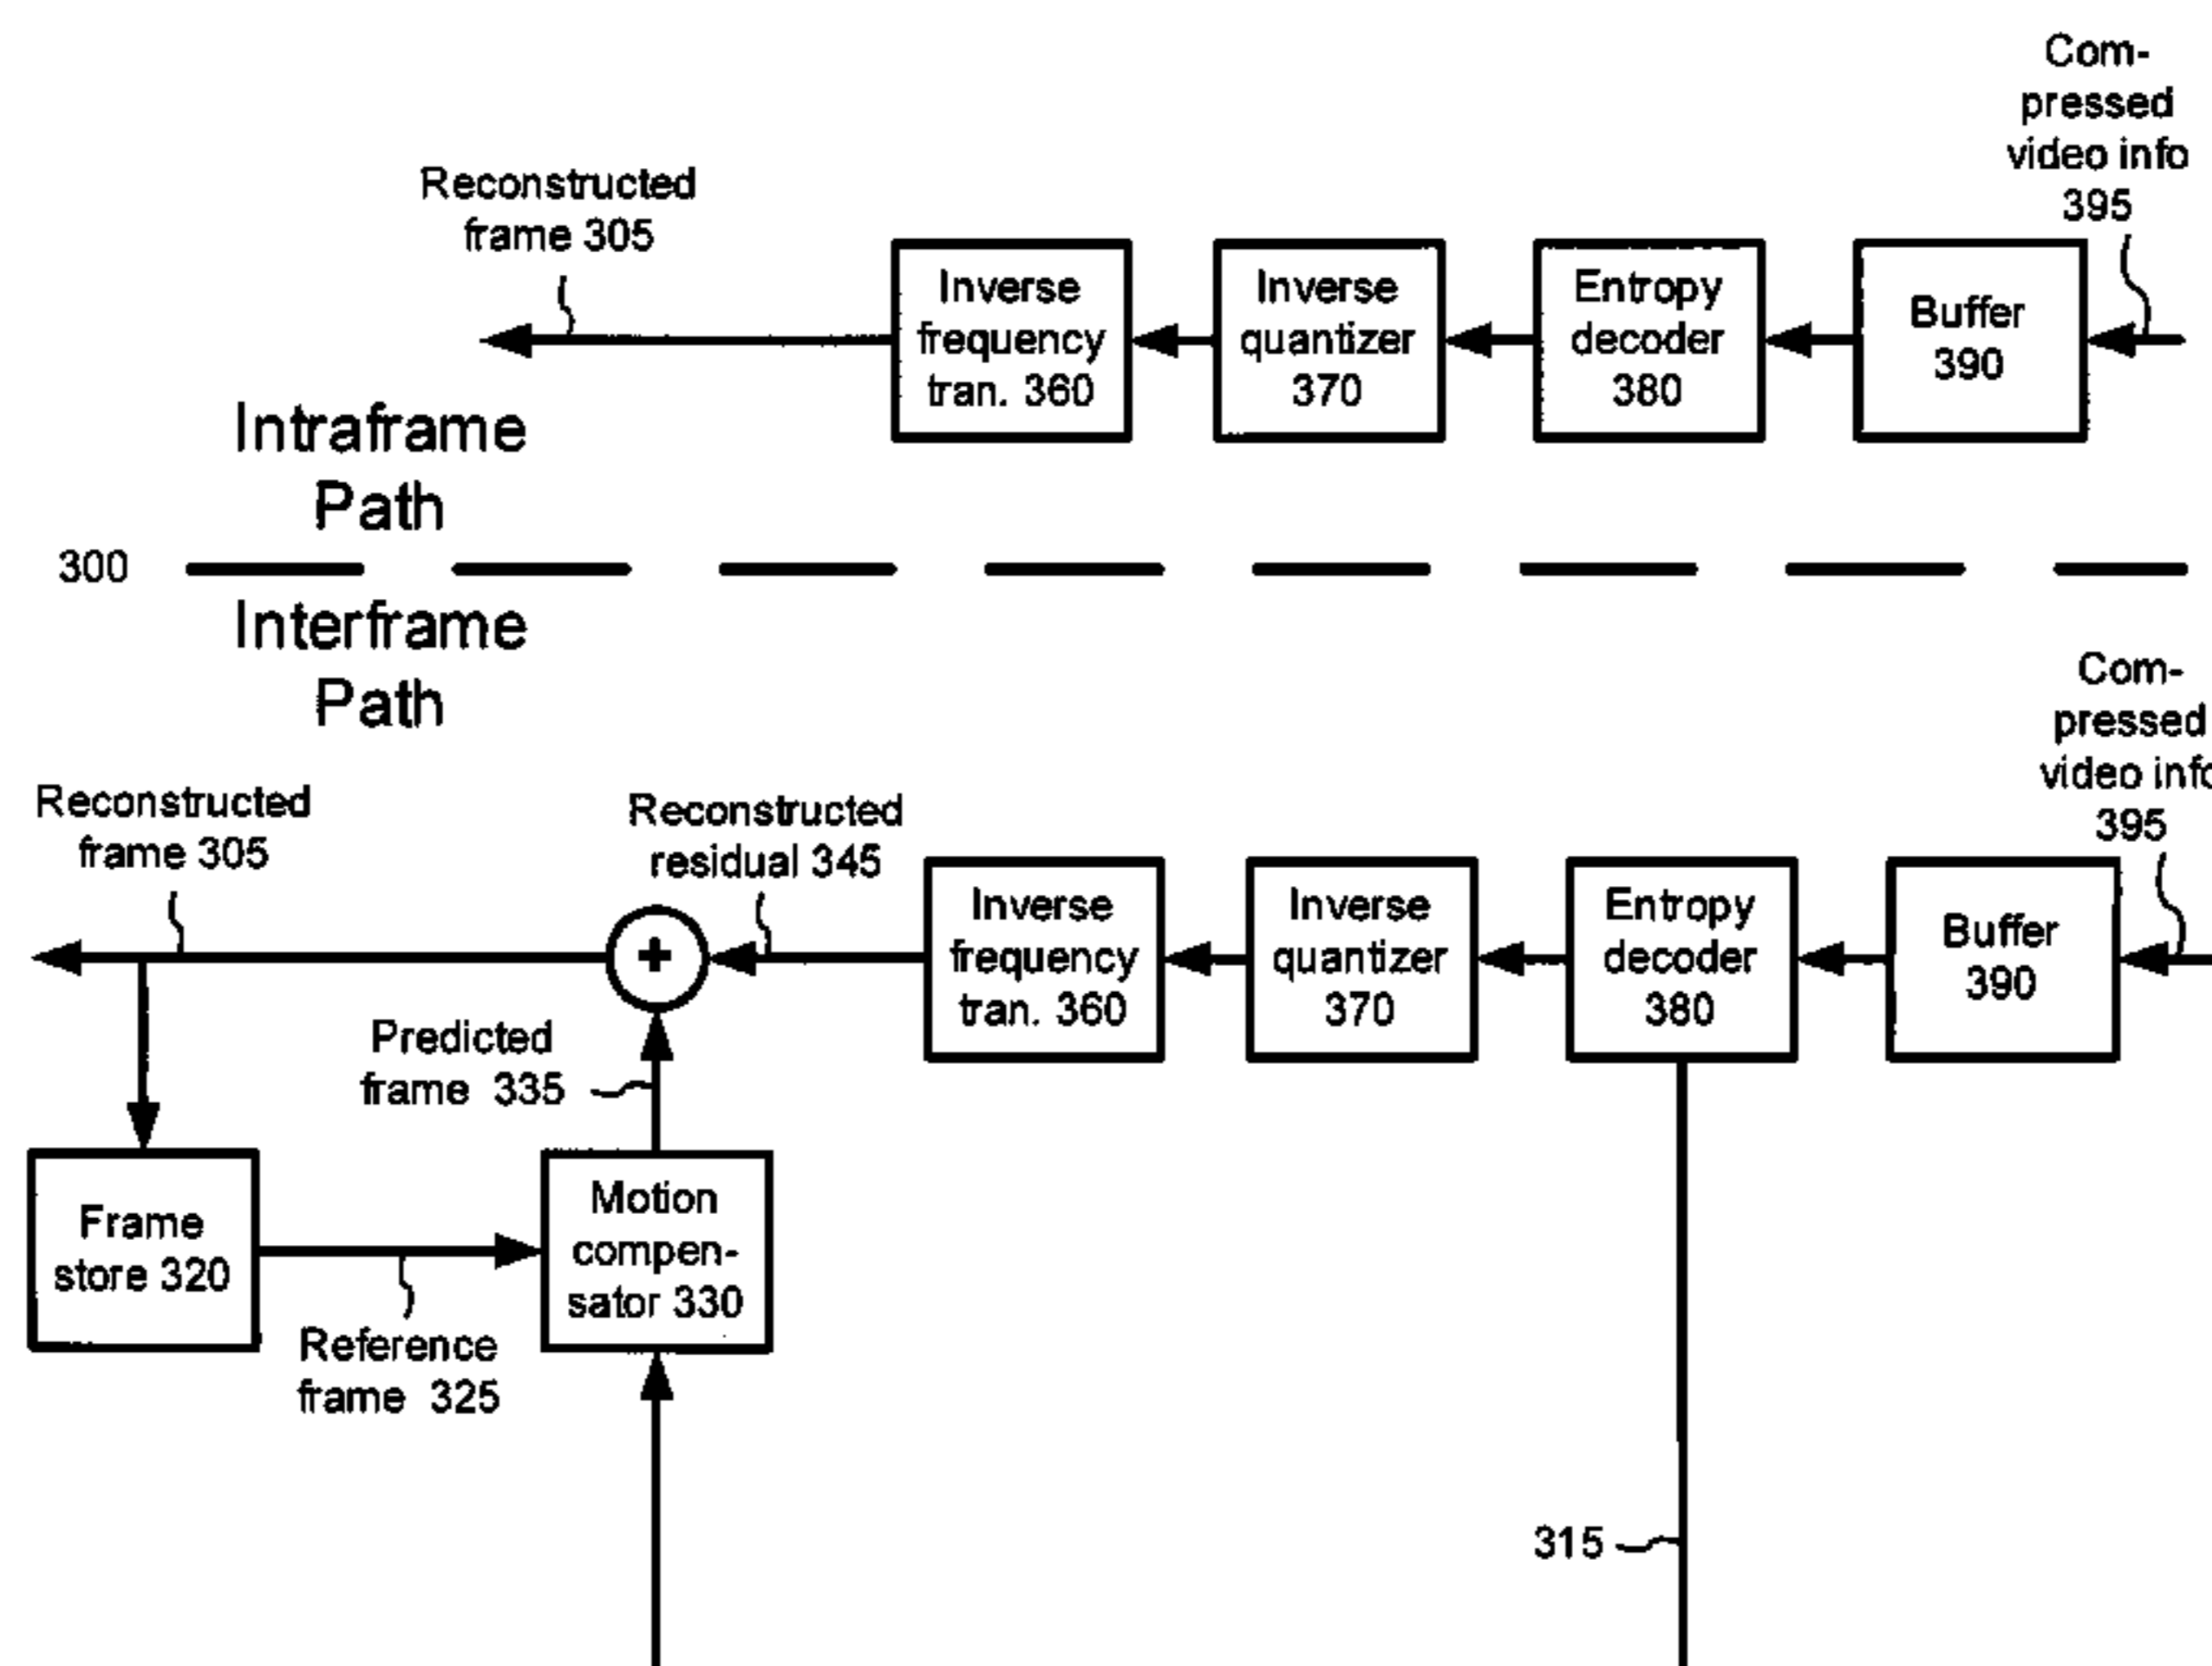 Com-
pressed
video info
395
Reconstructed
frame 305
Inverse
frequency
tran. 360
Inverse
quantizer
370
Entropy
decoder
380
Buffer
390
Intraframe
Path
300
Interframe
Path
Com-
pressed
video info
395
Reconstructed
frame 305
Reconstructed
residual 345
+
Inverse
frequency
tran. 360
Inverse
quantizer
370
Entropy
decoder
380
Buffer
390
Predicted
frame 335
Frame
store 320
Motion
compen-
sator 330
Reference
frame 325
315